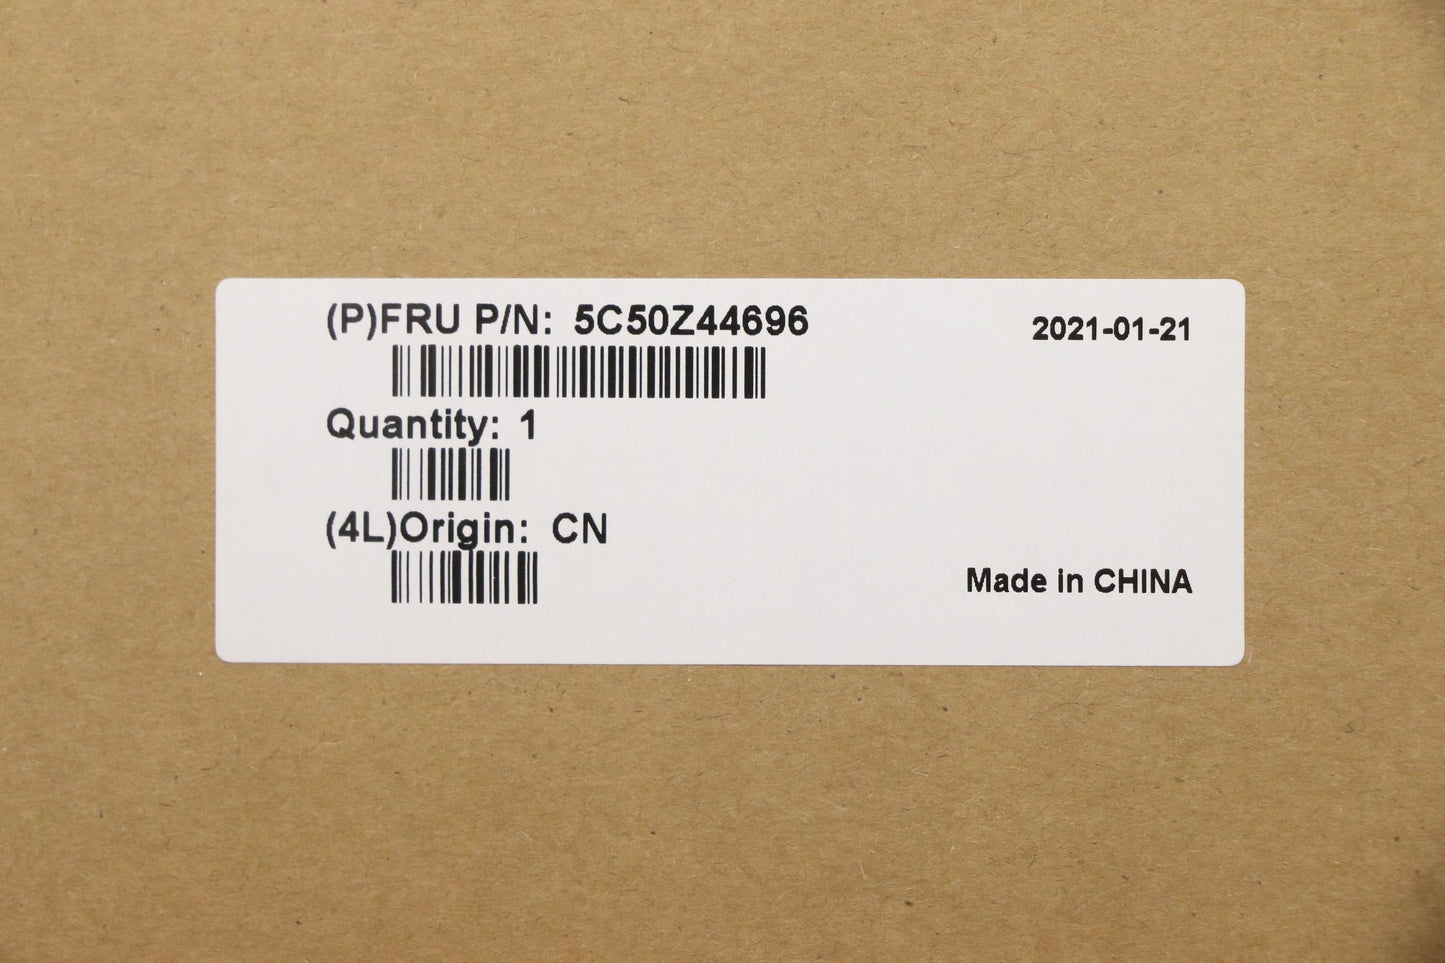 (P)FRU P/N: 5C50Z44696
2021-01-21
Quantity: 1
(4L)Origin: CN
Made in CHINA